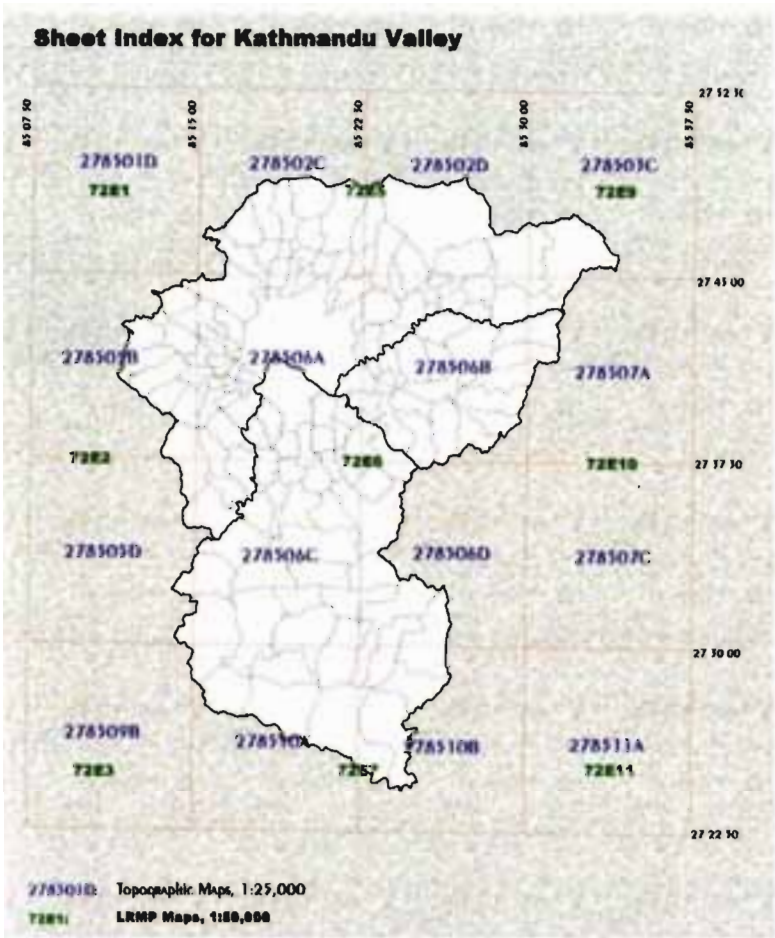 Sheet Index for Kathmandu Valley
85 07 30
85 15 00
85 22 30
85 30 00
85 37 30
27 52 30
278501D
278502C
278502D
278503C
72E1
72E5
72E9
27 45 00
278505B
278506A
278506B
278507A
27 37 30
72E2
72E6
72E10
278505D
278506C
278506D
278507C
27 30 00
278509B
278510A
278510B
278511A
72E3
72E7
72E11
27 22 30
278501D: Topographic Maps, 1:25,000
72E1: LRMP Maps, 1:50,000